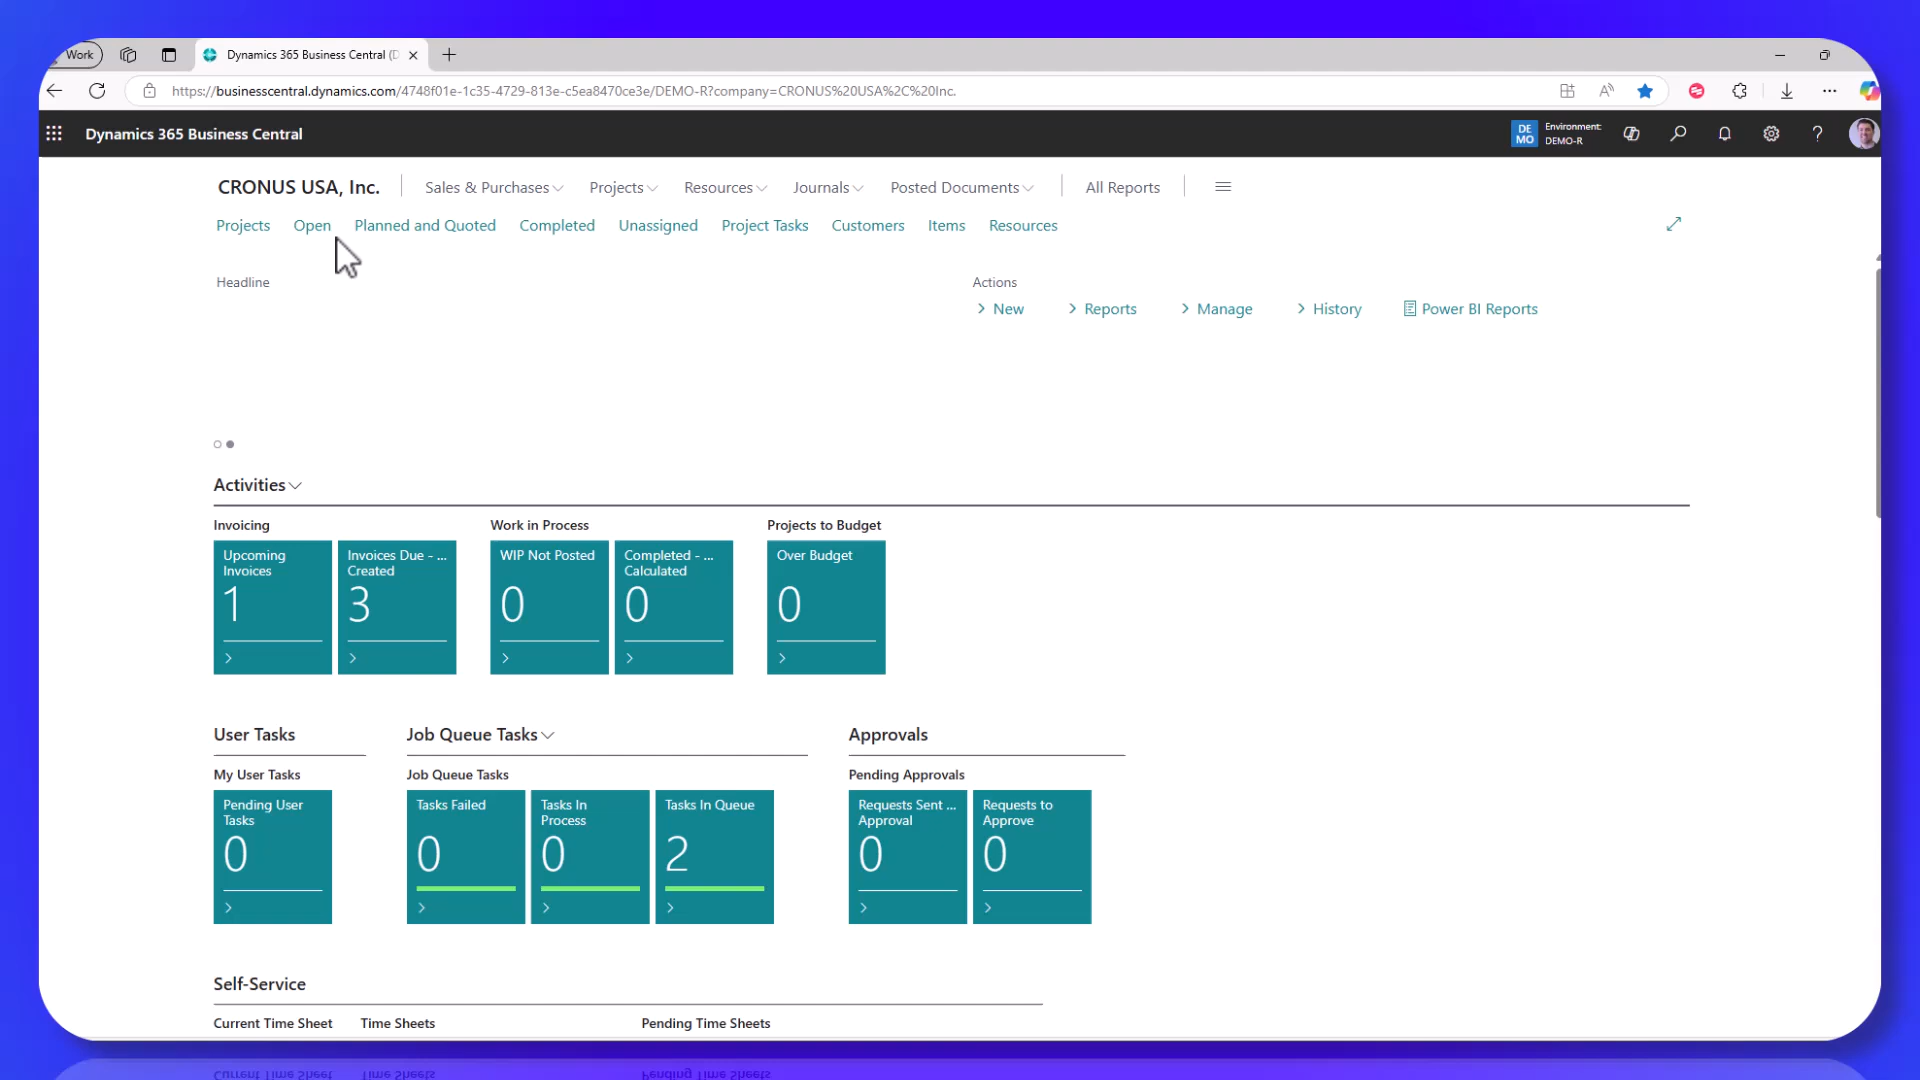 Work
Dynamics 365 Business Central (D
https://businesscentral.dynamics.com/4748f01e-1c35-4729-813e-c5ea8470ce3e/DEMO-R?company=CRONUS%20USA%2C%20Inc.
Dynamics 365 Business Central
DE
MO
Environment:
DEMO-R
CRONUS USA, Inc.
Sales & Purchases
Projects
Resources
Journals
Posted Documents
All Reports
Projects
Open
Planned and Quoted
Completed
Unassigned
Project Tasks
Customers
Items
Resources
Headline
Actions
New
Reports
Manage
History
Power BI Reports
Activities
Invoicing
Work in Process
Projects to Budget
Upcoming
Invoices
1
Invoices Due - ...
Created
3
WIP Not Posted
0
Completed - ...
Calculated
0
Over Budget
0
User Tasks
Job Queue Tasks
Approvals
My User Tasks
Job Queue Tasks
Pending Approvals
Pending User
Tasks
0
Tasks Failed
0
Tasks In
Process
0
Tasks In Queue
2
Requests Sent ...
Approval
0
Requests to
Approve
0
Self-Service
Current Time Sheet
Time Sheets
Pending Time Sheets